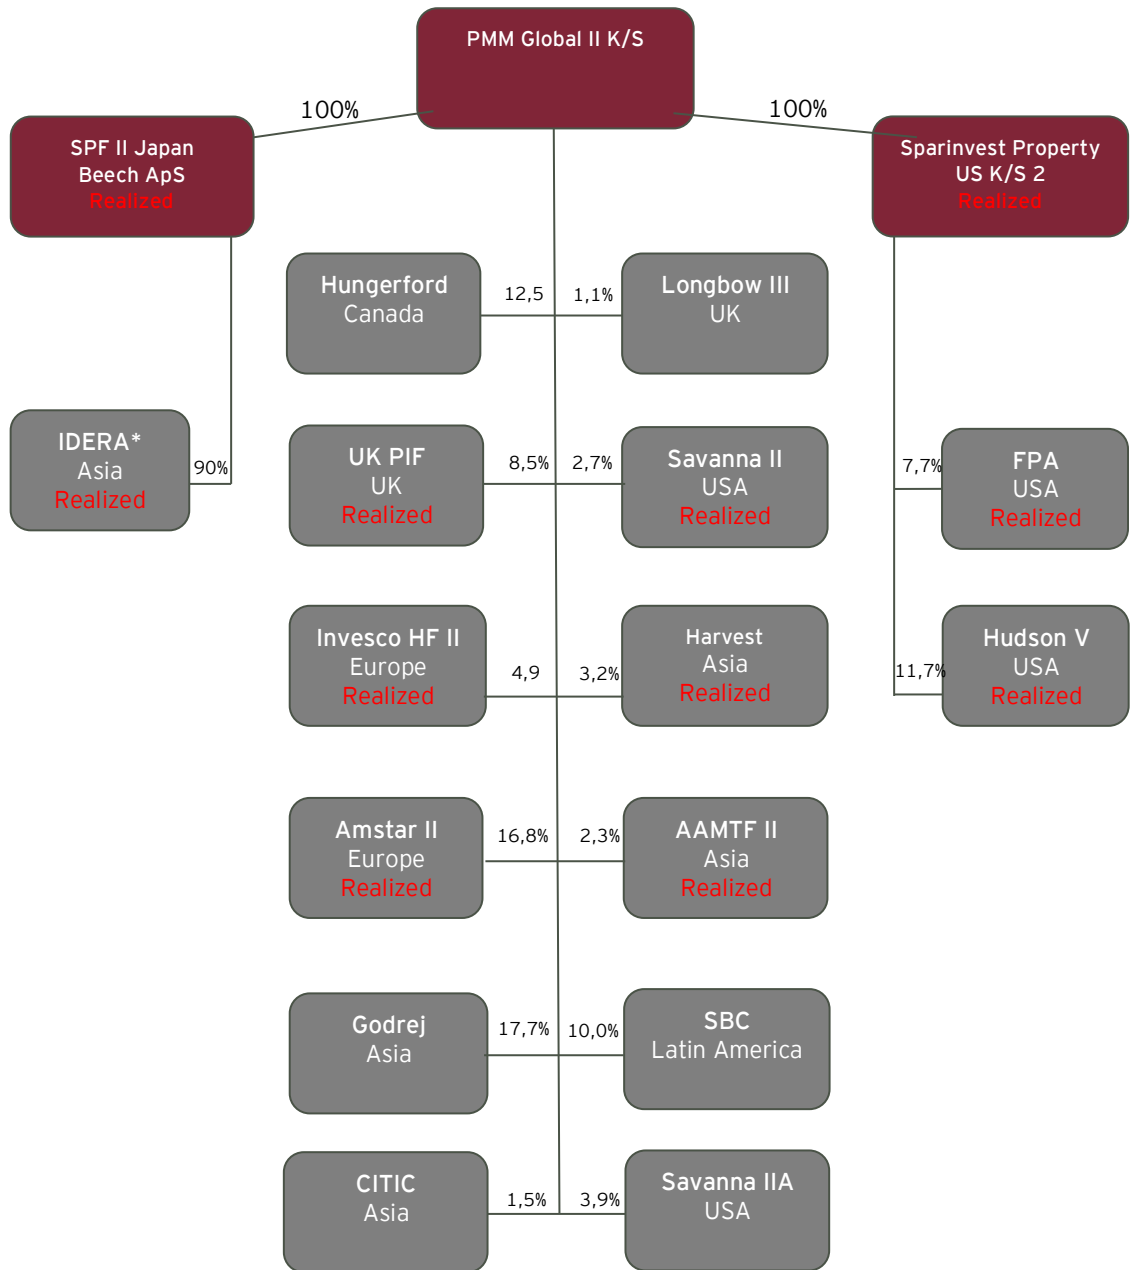 PMM Global II K/S
100%
100%
SPF II Japan
Beech ApS
Realized
Sparinvest Property
US K/S 2
Realized
Hungerford
Canada
12,5
1,1%
Longbow III
UK
IDERA*
Asia
Realized
90%
UK PIF
UK
Realized
8,5%
2,7%
Savanna II
USA
Realized
7,7%
FPA
USA
Realized
Invesco HF II
Europe
Realized
4,9
3,2%
Harvest
Asia
Realized
11,7%
Hudson V
USA
Realized
Amstar II
Europe
Realized
16,8%
2,3%
AAMTF II
Asia
Realized
Godrej
Asia
17,7%
10,0%
SBC
Latin America
CITIC
Asia
1,5%
3,9%
Savanna IIA
USA